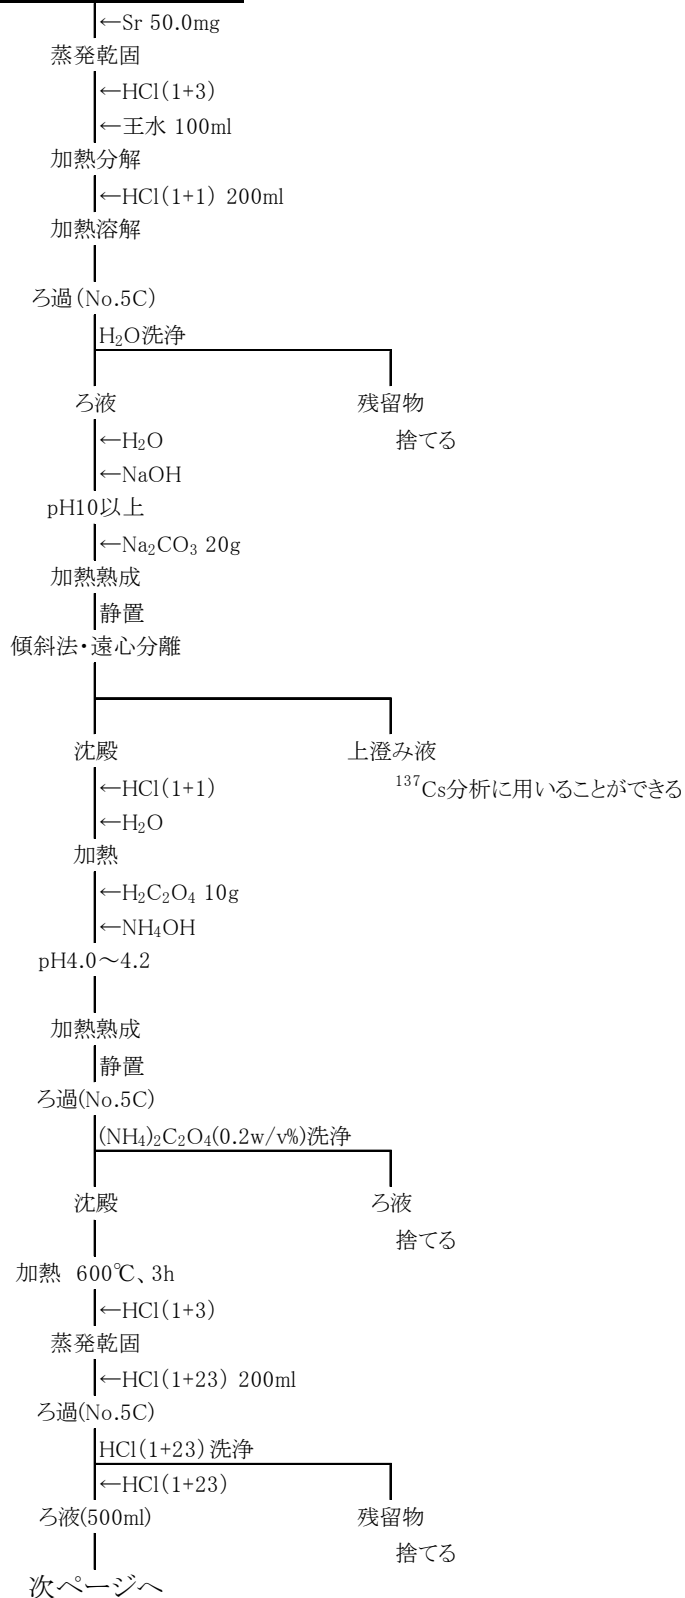 ←Sr 50.0mg
蒸発乾固
←HCl(1+3)
←王水 100ml
加熱分解
←HCl(1+1) 200ml
加熱溶解
ろ過(No.5C)
H₂O洗浄
ろ液 残留物
←H₂O 捨てる
←NaOH
pH10以上
←Na₂CO₃ 20g
加熱熟成
静置
傾斜法・遠心分離
沈殿 上澄み液
←HCl(1+1) ¹³⁷Cs分析に用いることができる
←H₂O
加熱
←H₂C₂O₄ 10g
←NH₄OH
pH4.0～4.2
加熱熟成
静置
ろ過(No.5C)
(NH₄)₂C₂O₄(0.2w/v%)洗浄
沈殿 ろ液
捨てる
加熱 600℃、3h
←HCl(1+3)
蒸発乾固
←HCl(1+23) 200ml
ろ過(No.5C)
HCl(1+23)洗浄
←HCl(1+23)
ろ液(500ml) 残留物
捨てる
次ページへ